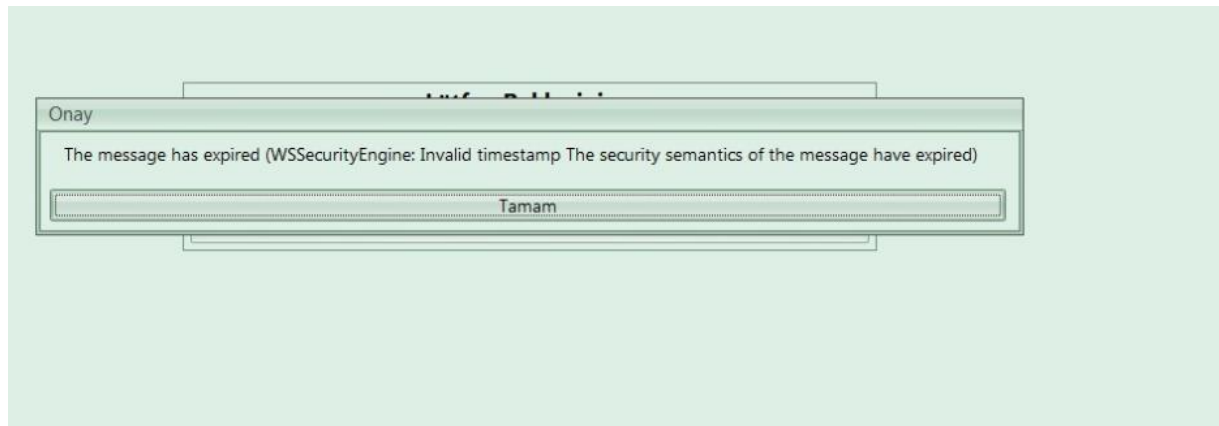 Onay
The message has expired (WSSecurityEngine: Invalid timestamp The security semantics of the message have expired)
Tamam